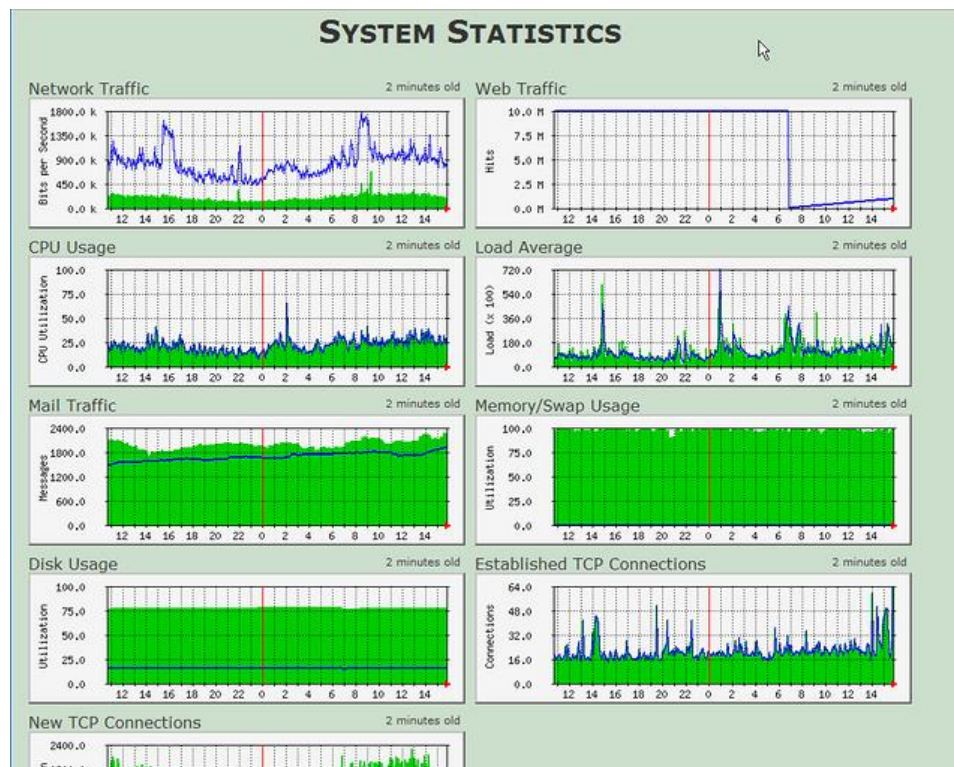 SYSTEM STATISTICS
Network Traffic 2 minutes old
Bits per Second
1800.0 k
1350.0 k
900.0 k
450.0 k
0.0 k
12 14 16 18 20 22 0 2 4 6 8 10 12 14
Web Traffic 2 minutes old
Hits
10.0 M
7.5 M
5.0 M
2.5 M
0.0 M
12 14 16 18 20 22 0 2 4 6 8 10 12 14
CPU Usage 2 minutes old
CPU Utilization
100.0
75.0
50.0
25.0
0.0
12 14 16 18 20 22 0 2 4 6 8 10 12 14
Load Average 2 minutes old
Load (x 100)
720.0
540.0
360.0
180.0
0.0
12 14 16 18 20 22 0 2 4 6 8 10 12 14
Mail Traffic 2 minutes old
Messages
2400.0
1800.0
1200.0
600.0
0.0
12 14 16 18 20 22 0 2 4 6 8 10 12 14
Memory/Swap Usage 2 minutes old
Utilization
100.0
75.0
50.0
25.0
0.0
12 14 16 18 20 22 0 2 4 6 8 10 12 14
Disk Usage 2 minutes old
Utilization
100.0
75.0
50.0
25.0
0.0
12 14 16 18 20 22 0 2 4 6 8 10 12 14
Established TCP Connections 2 minutes old
Connections
64.0
48.0
32.0
16.0
0.0
12 14 16 18 20 22 0 2 4 6 8 10 12 14
New TCP Connections 2 minutes old
2400.0